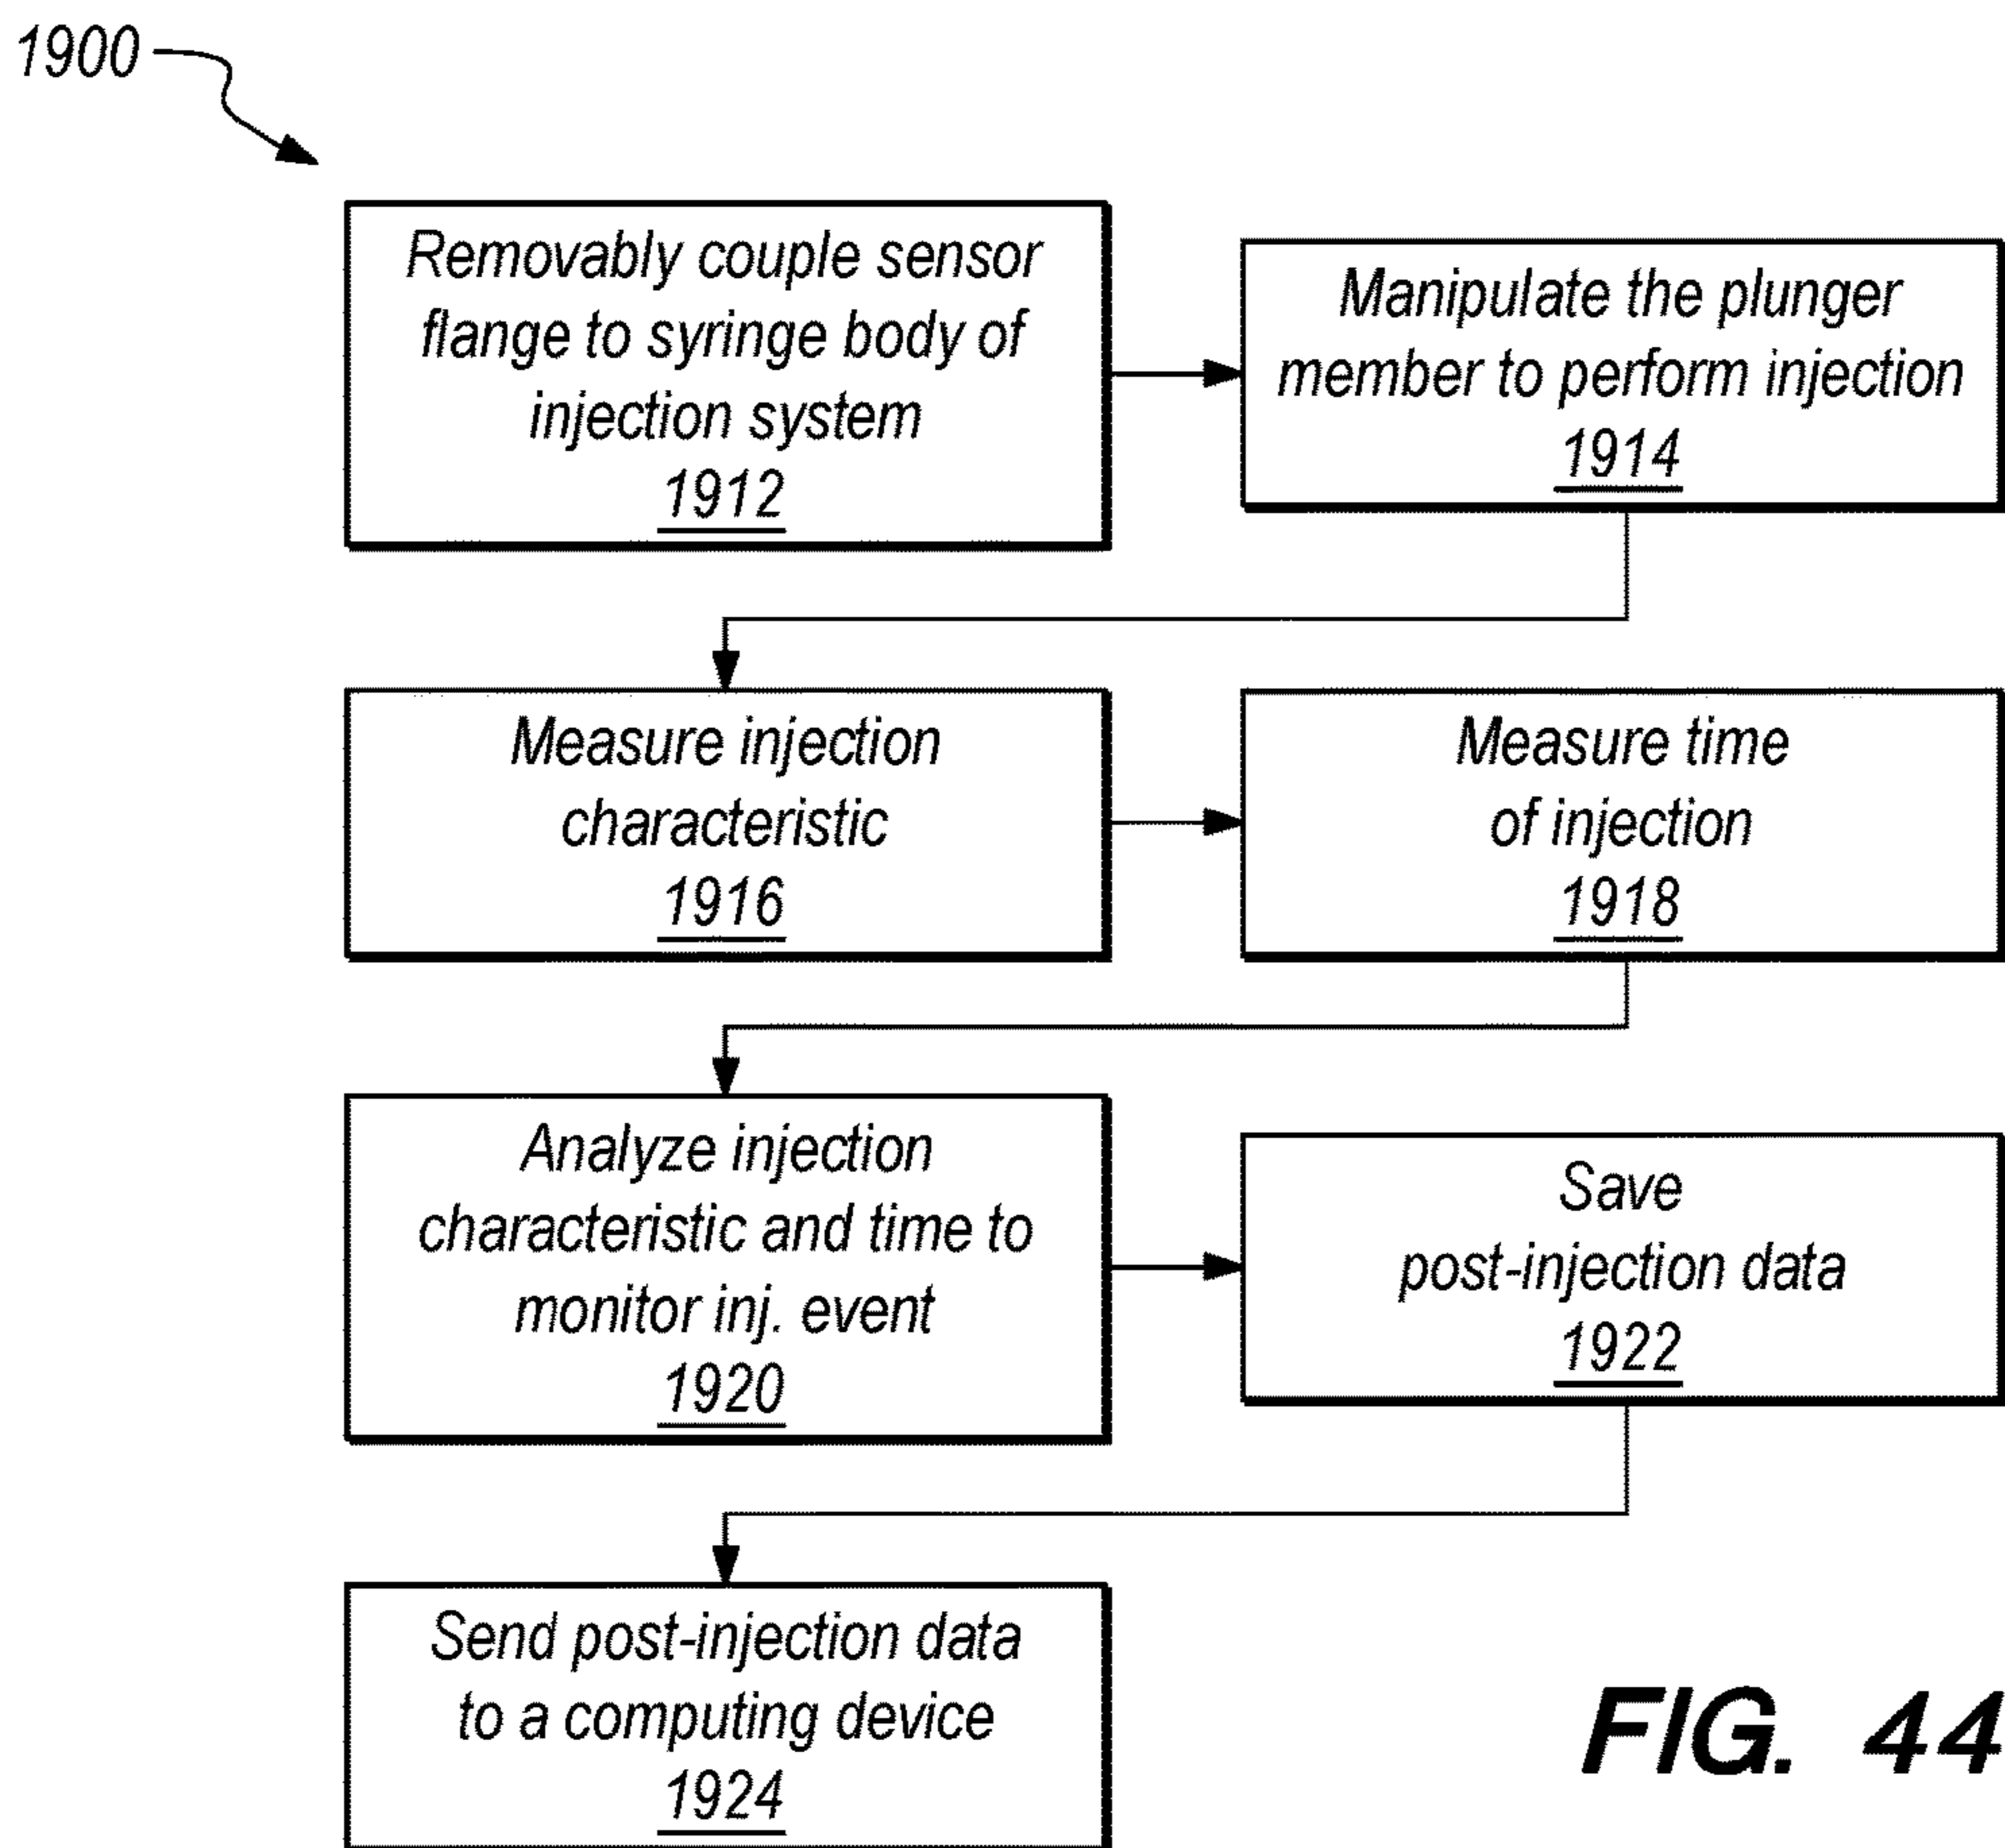 1900
Removably couple sensor
flange to syringe body of
injection system
1912
Manipulate the plunger
member to perform injection
1914
Measure injection
characteristic
1916
Measure time
of injection
1918
Analyze injection
characteristic and time to
monitor inj. event
1920
Save
post-injection data
1922
Send post-injection data
to a computing device
1924
FIG. 44